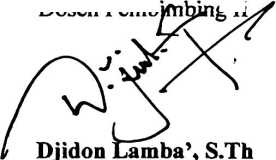 Dosen Pembimbing II
Djidon Lamba’, S.Th